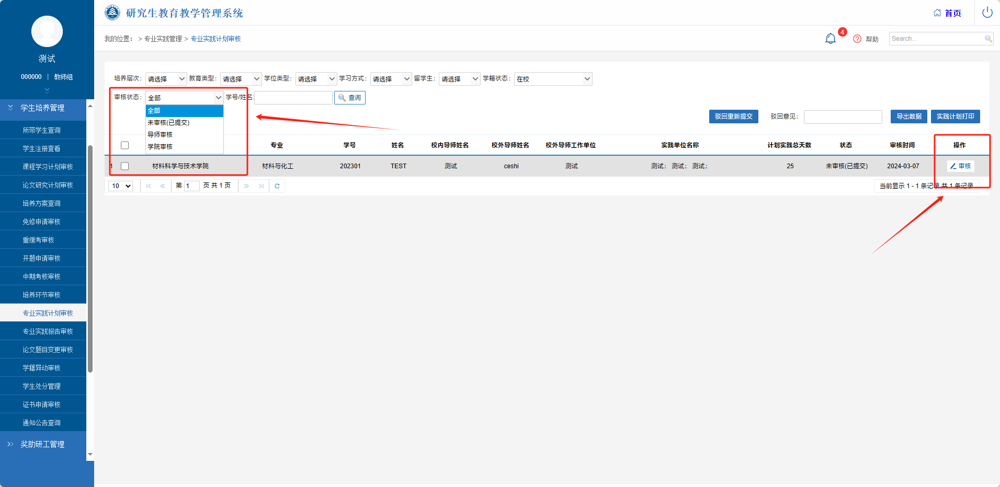 研究生教育教学管理系统
首页
测试
000000 | 教师组
我的位置： > 专业实践管理 > 专业实践计划审核
4
帮助
Search...
学生培养管理
所带学生查询
学生注册查看
课程学习计划审核
论文研究计划审核
培养方案查询
免修申请审核
重缓考审核
开题申请审核
中期考核审核
培养环节审核
专业实践计划审核
专业实践报告审核
论文题目变更审核
学籍异动审核
学生处分管理
证书申请审核
通知公告查询
奖助研工管理
培养层次： 请选择 教育类型： 请选择 学位类型： 请选择 学习方式： 请选择 留学生： 请选择 学籍状态： 在校
审核状态： 全部 学号/姓名: 查询
全部
未审核(已提交)
导师审核
学院审核
驳回重新提交 驳回意见： 导出数据 实践计划打印
专业 学号 姓名 校内导师姓名 校外导师姓名 校外导师工作单位 实践单位名称 计划实践总天数 状态 审核时间 操作
1 材料科学与技术学院 材料与化工 202301 TEST 测试 ceshi 测试 测试； 测试； 测试； 25 未审核(已提交) 2024-03-07 审核
10 第 1 页 共 1 页 当前显示 1 - 1 条记录 共 1 条记录